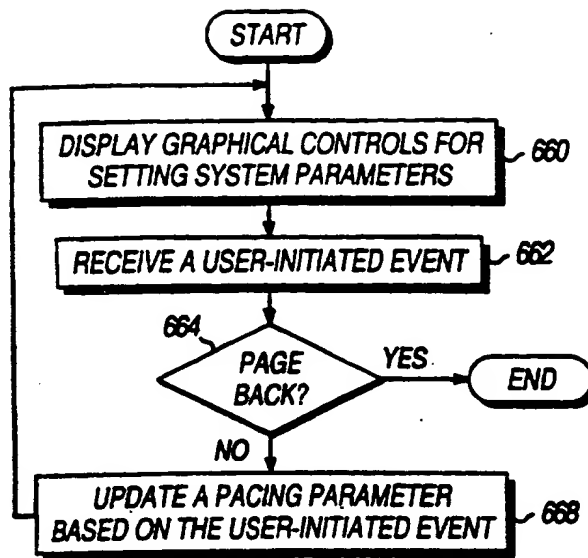 START
DISPLAY GRAPHICAL CONTROLS FOR
SETTING SYSTEM PARAMETERS
660
RECEIVE A USER-INITIATED EVENT
662
664
PAGE
BACK?
YES
END
NO
UPDATE A PACING PARAMETER
BASED ON THE USER-INITIATED EVENT
668